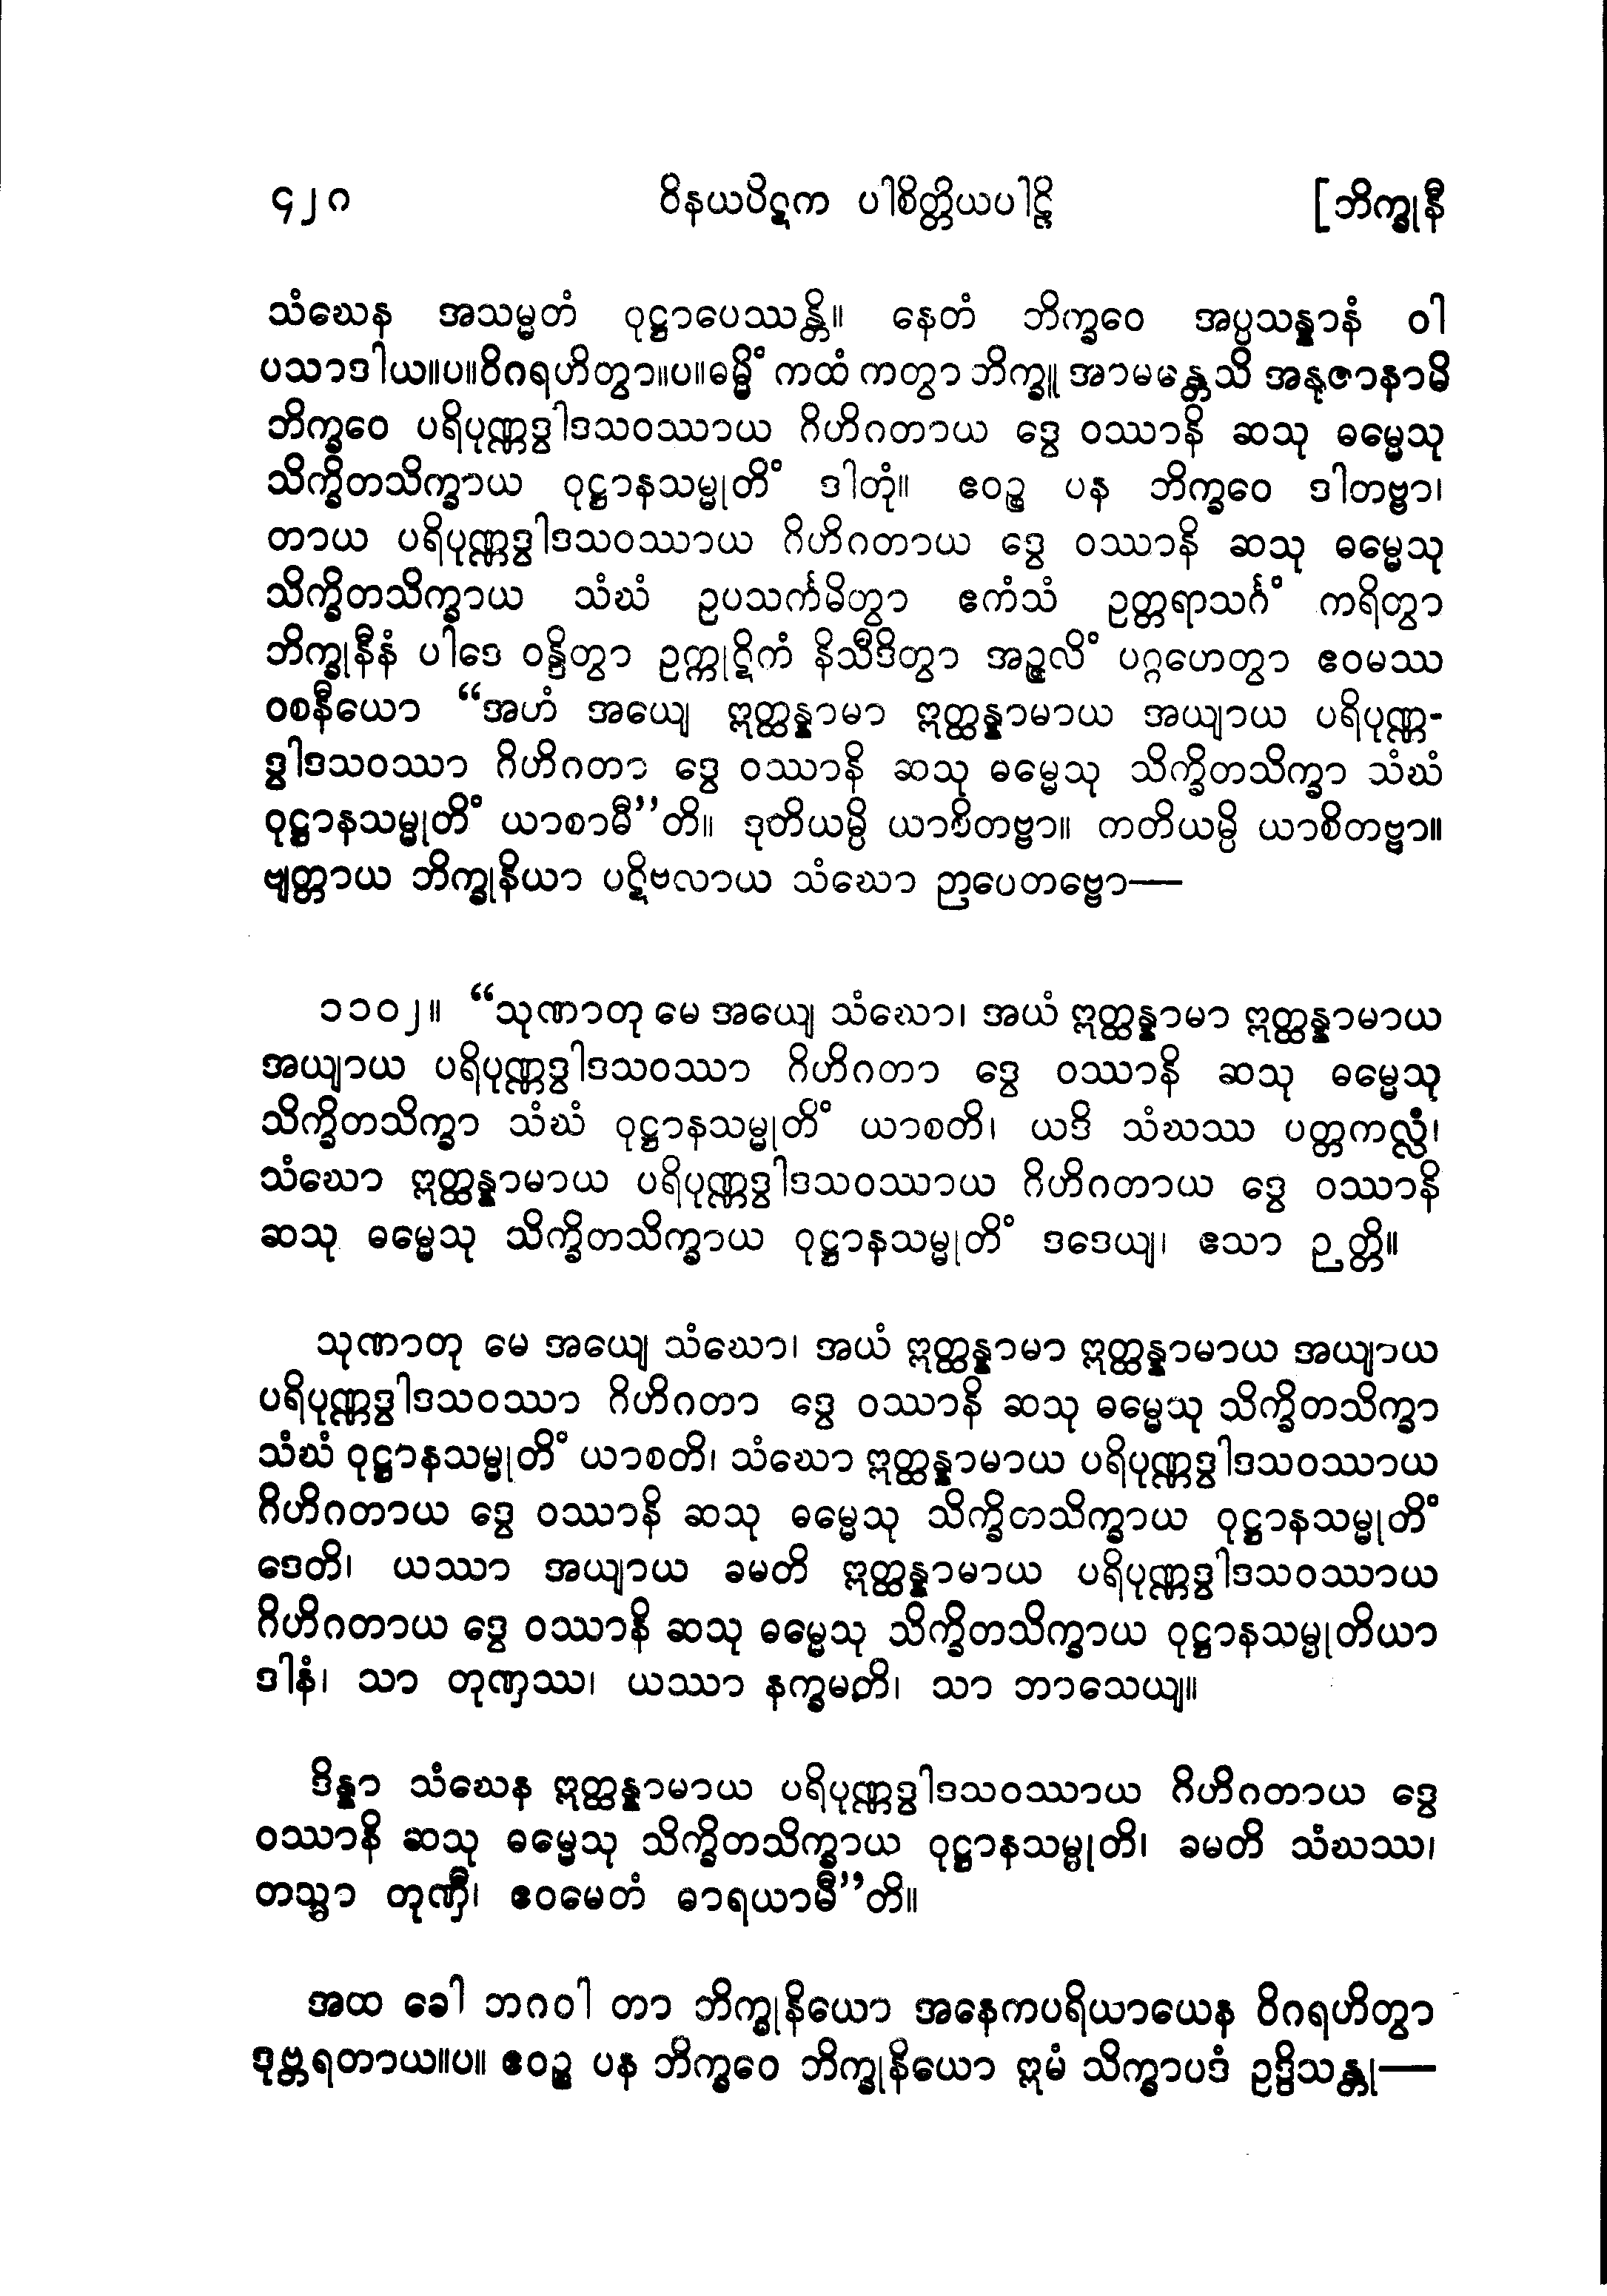 ၄၂၈ ဝိနယပိဋက ပါစိတ္တိယပါဠိ [ဘိက္ခုနီ
သံဃေန အသမ္မတံ ဝုဋ္ဌာပေဿန္တိ။ နေတံ ဘိက္ခဝေ အပ္ပသန္နာနံ ဝါ
ပသာဒါယ။ပ။ဝိဂရဟိတွာ။ပ။ဓမ္မိံ ကထံ ကတွာ ဘိက္ခူ အာမမန္တေသိ အနုဇာနာမိ
ဘိက္ခဝေ ပရိပုဏ္ဏဒွါဒသဝဿာယ ဂိဟိဂတာယ ဒွေ ဝဿာနိ ဆသု ဓမ္မေသု
သိက္ခိတသိက္ခာယ ဝုဋ္ဌာနသမ္မုတိံ ဒါတုံ။ ဧဝဉ္စ ပန ဘိက္ခဝေ ဒါတဗ္ဗာ၊
တာယ ပရိပုဏ္ဏဒွါဒသဝဿာယ ဂိဟိဂတာယ ဒွေ ဝဿာနိ ဆသု ဓမ္မေသု
သိက္ခိတသိက္ခာယ သံဃံ ဥပသင်္ကမိတွာ ဧကံသံ ဥတ္တရာသင်္ဂံ ကရိတွာ
ဘိက္ခုနီနံ ပါဒေ ဝန္ဒိတွာ ဥက္ကုဋိကံ နိသီဒိတွာ အဉ္ဇလိံ ပဂ္ဂဟေတွာ ဧဝမဿ
ဝစနီယော “အဟံ အယျေ ဣတ္ထန္နာမာ ဣတ္ထန္နာမာယ အယျာယ ပရိပုဏ္ဏ-
ဒွါဒသဝဿာ ဂိဟိဂတာ ဒွေ ဝဿာနိ ဆသု ဓမ္မေသု သိက္ခိတသိက္ခာ သံဃံ
ဝုဋ္ဌာနသမ္မုတိံ ယာစာမီ”တိ။ ဒုတိယမ္ပိ ယာစိတဗ္ဗာ။ ကတိယမ္ပိ ယာစိတဗ္ဗာ။
ဗျတ္တာယ ဘိက္ခုနိယာ ပဋိဗလာယ သံဃော ဉာပေတဗ္ဗော—
၁၁၀၂။ “သုဏာတု မေ အယျေ သံဃော၊ အယံ ဣတ္ထန္နာမာ ဣတ္ထန္နာမာယ
အယျာယ ပရိပုဏ္ဏဒွါဒသဝဿာ ဂိဟိဂတာ ဒွေ ဝဿာနိ ဆသု ဓမ္မေသု
သိက္ခိတသိက္ခာ သံဃံ ဝုဋ္ဌာနသမ္မုတိံ ယာစတိ၊ ယဒိ သံဃဿ ပတ္တကလ္လံ၊
သံဃော ဣတ္ထန္နာမာယ ပရိပုဏ္ဏဒွါဒသဝဿာယ ဂိဟိဂတာယ ဒွေ ဝဿာနိ
ဆသု ဓမ္မေသု သိက္ခိတသိက္ခာယ ဝုဋ္ဌာနသမ္မုတိံ ဒဒေယျ၊ ဧသာ ဉတ္တိ။
သုဏာတု မေ အယျေ သံဃော၊ အယံ ဣတ္ထန္နာမာ ဣတ္ထန္နာမာယ အယျာယ
ပရိပုဏ္ဏဒွါဒသဝဿာ ဂိဟိဂတာ ဒွေ ဝဿာနိ ဆသု ဓမ္မေသု သိက္ခိတသိက္ခာ
သံဃံ ဝုဋ္ဌာနသမ္မုတိံ ယာစတိ၊ သံဃော ဣတ္ထန္နာမာယ ပရိပုဏ္ဏဒွါဒသဝဿာယ
ဂိဟိဂတာယ ဒွေ ဝဿာနိ ဆသု ဓမ္မေသု သိက္ခိတသိက္ခာယ ဝုဋ္ဌာနသမ္မုတိံ
ဒေတိ၊ ယဿာ အယျာယ ခမတိ ဣတ္ထန္နာမာယ ပရိပုဏ္ဏဒွါဒသဝဿာယ
ဂိဟိဂတာယ ဒွေ ဝဿာနိ ဆသု ဓမ္မေသု သိက္ခိတသိက္ခာယ ဝုဋ္ဌာနသမ္မုတိယာ
ဒါနံ၊ သာ တုဏှဿ၊ ယဿာ နက္ခမတိ၊ သာ ဘာသေယျ။
ဒိန္နာ သံဃေန ဣတ္ထန္နာမာယ ပရိပုဏ္ဏဒွါဒသဝဿာယ ဂိဟိဂတာယ ဒွေ
ဝဿာနိ ဆသု ဓမ္မေသု သိက္ခိတသိက္ခာယ ဝုဋ္ဌာနသမ္မုတိ၊ ခမတိ သံဃဿ၊
တသ္မာ တုဏှီ၊ ဧဝမေတံ ဓာရယာမီ”တိ။
အထ ခေါ ဘဂဝါ တာ ဘိက္ခုနိယော အနေကပရိယာယေန ဝိဂရဟိတွာ
ဒုဗ္ဘရတာယ။ပ။ ဧဝဉ္စ ပန ဘိက္ခဝေ ဘိက္ခုနိယော ဣမံ သိက္ခာပဒံ ဥဒ္ဒိသန္တု—